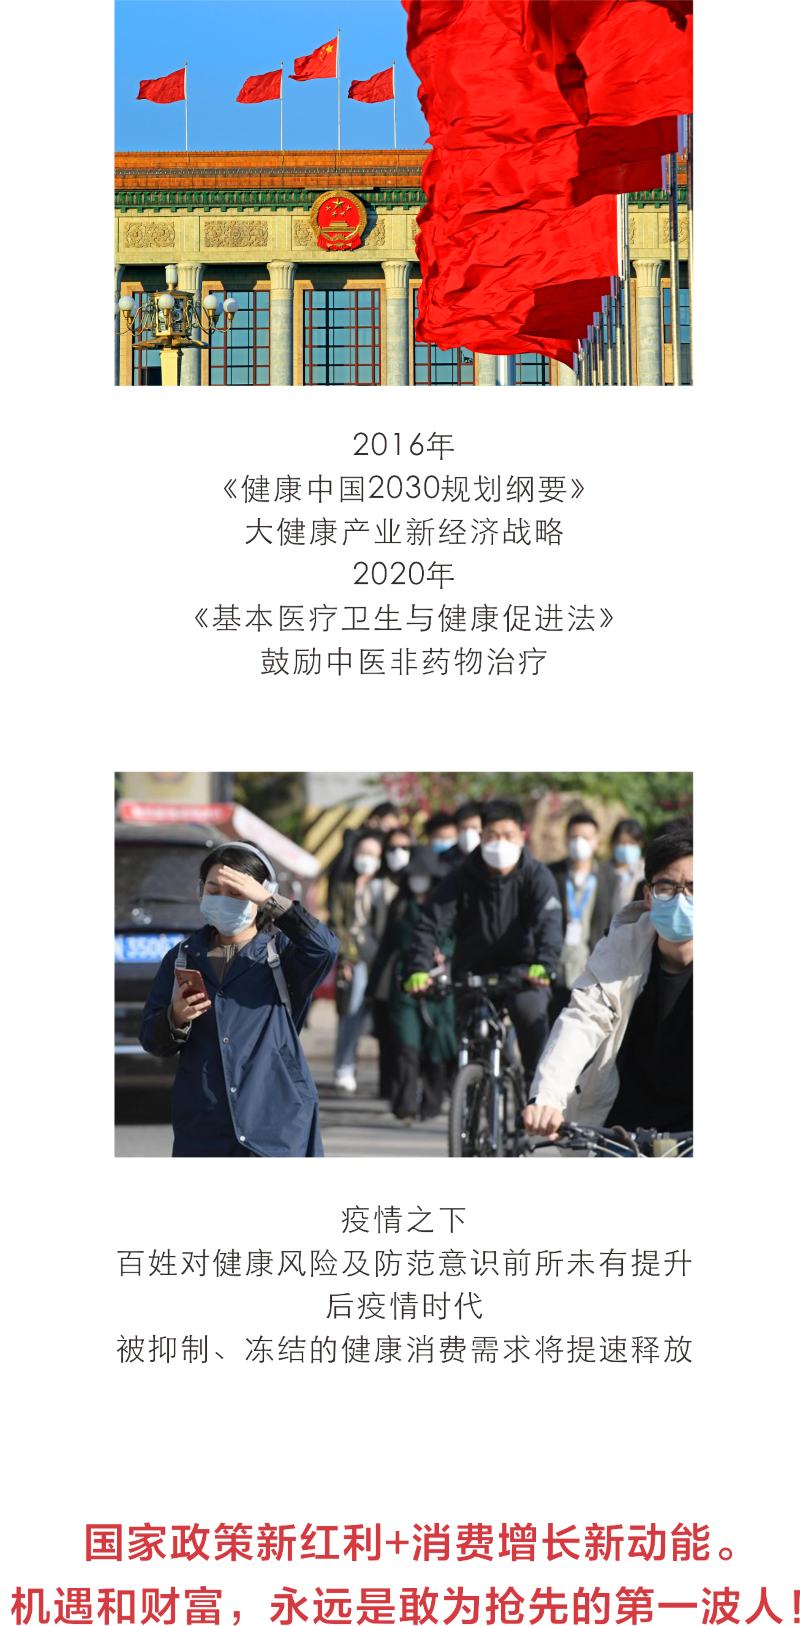 2016年
《健康中国2030规划纲要》
大健康产业新经济战略
2020年
《基本医疗卫生与健康促进法》
鼓励中医非药物治疗
疫情之下
百姓对健康风险及防范意识前所未有提升
后疫情时代
被抑制、冻结的健康消费需求将提速释放
国家政策新红利+消费增长新动能。
机遇和财富，永远是敢为抢先的第一波人！